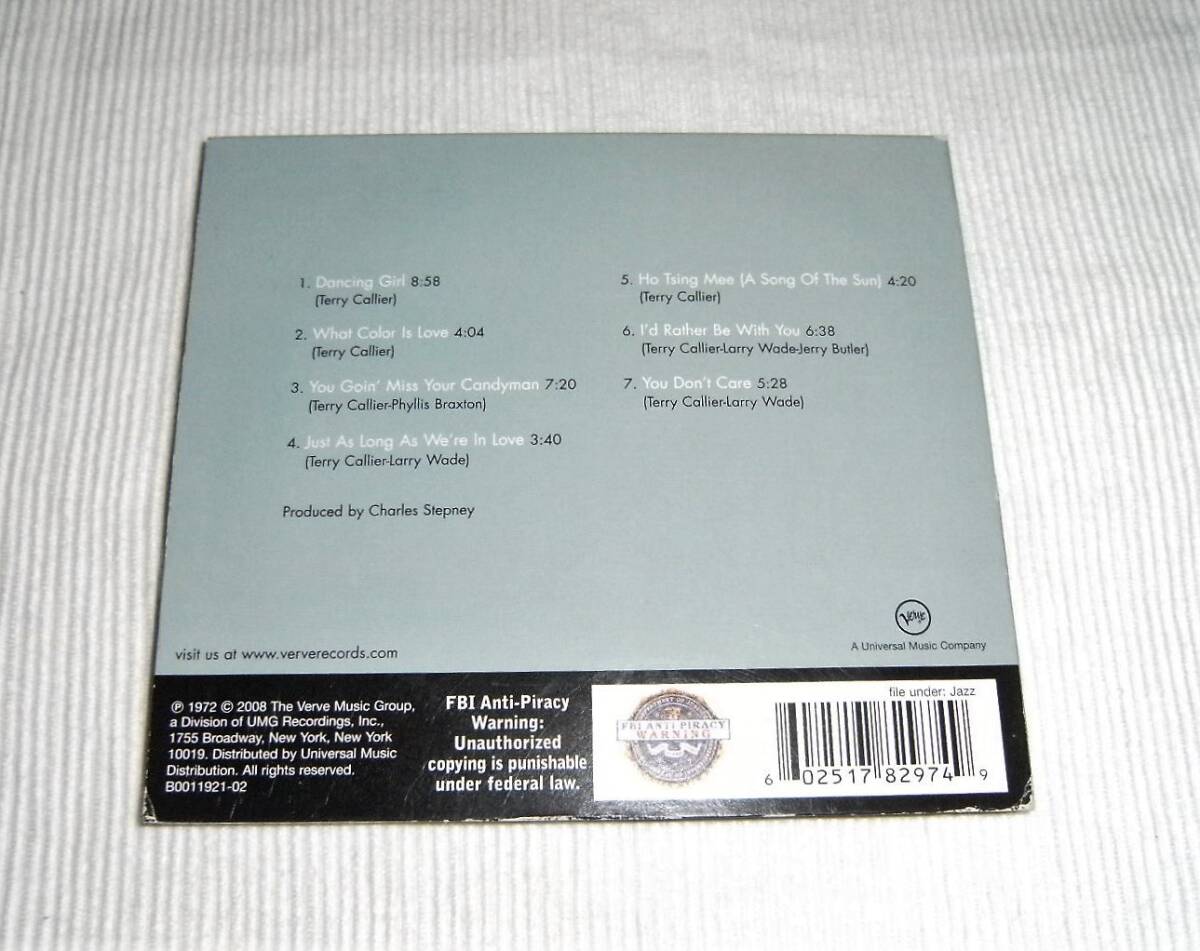 1. Dancing Girl 8:58
(Terry Callier)
2. What Color Is Love 4:04
(Terry Callier)
3. You Goin' Miss Your Candyman 7:20
(Terry Callier-Phyllis Braxton)
4. Just As Long As We're In Love 3:40
(Terry Callier-Larry Wade)
5. Ho Tsing Mee (A Song Of The Sun) 4:20
(Terry Callier)
6. I'd Rather Be With You 6:38
(Terry Callier-Larry Wade-Jerry Butler)
7. You Don't Care 5:28
(Terry Callier-Larry Wade)
Produced by Charles Stepney
Verve
A Universal Music Company
visit us at www.ververecords.com
℗ 1972 © 2008 The Verve Music Group,
a Division of UMG Recordings, Inc.,
1755 Broadway, New York, New York
10019. Distributed by Universal Music
Distribution. All rights reserved.
B0011921-02
FBI Anti-Piracy
Warning:
Unauthorized
copying is punishable
under federal law.
FBI ANTI-PIRACY
WARNING
file under: Jazz
6 02517 82974 9